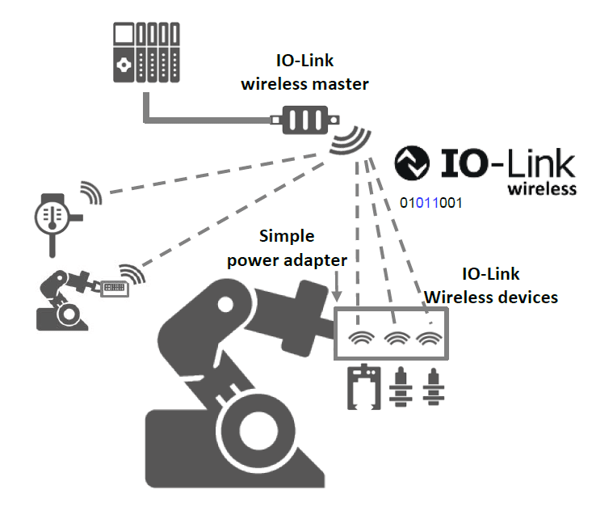 IO-Link
wireless master
IO-Link
wireless
01011001
Simple
power adapter
IO-Link
Wireless devices